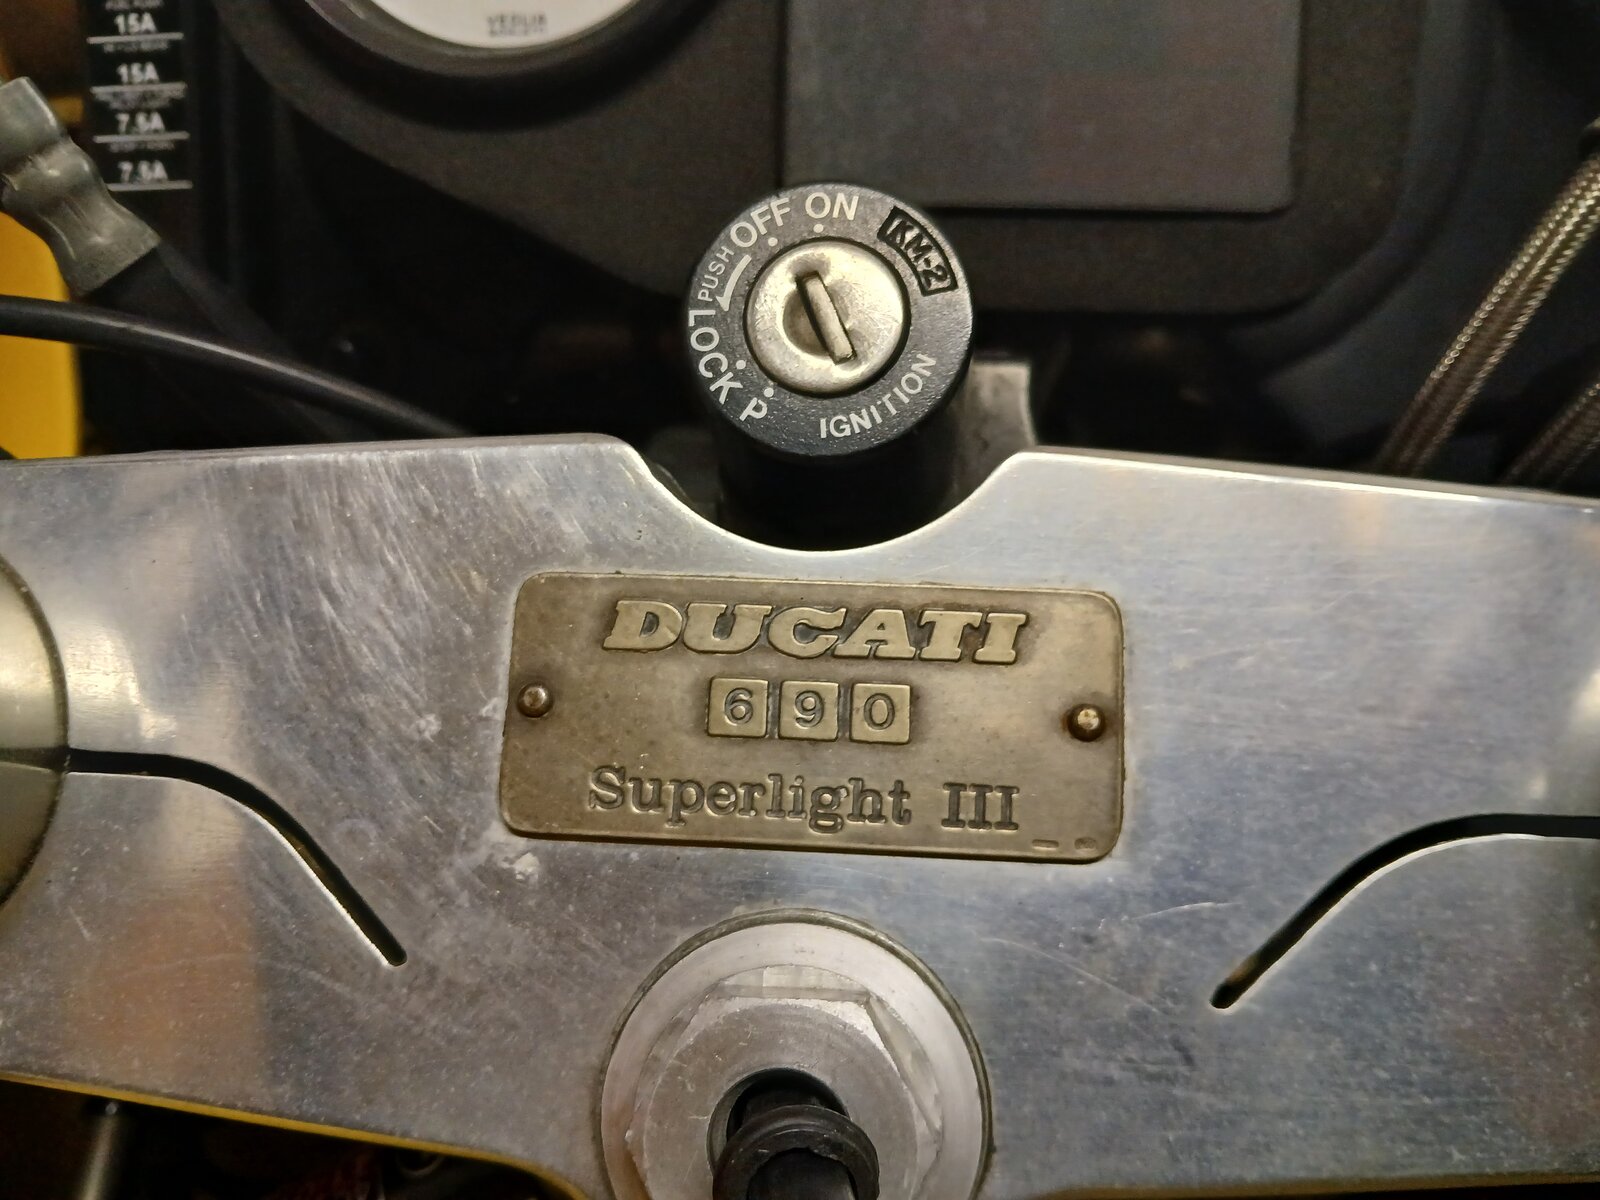 15A
15A
7.5A
7.5A
OFF ON
KM-2
PUSH
LOCK P
IGNITION
DUCATI
690
Superlight III